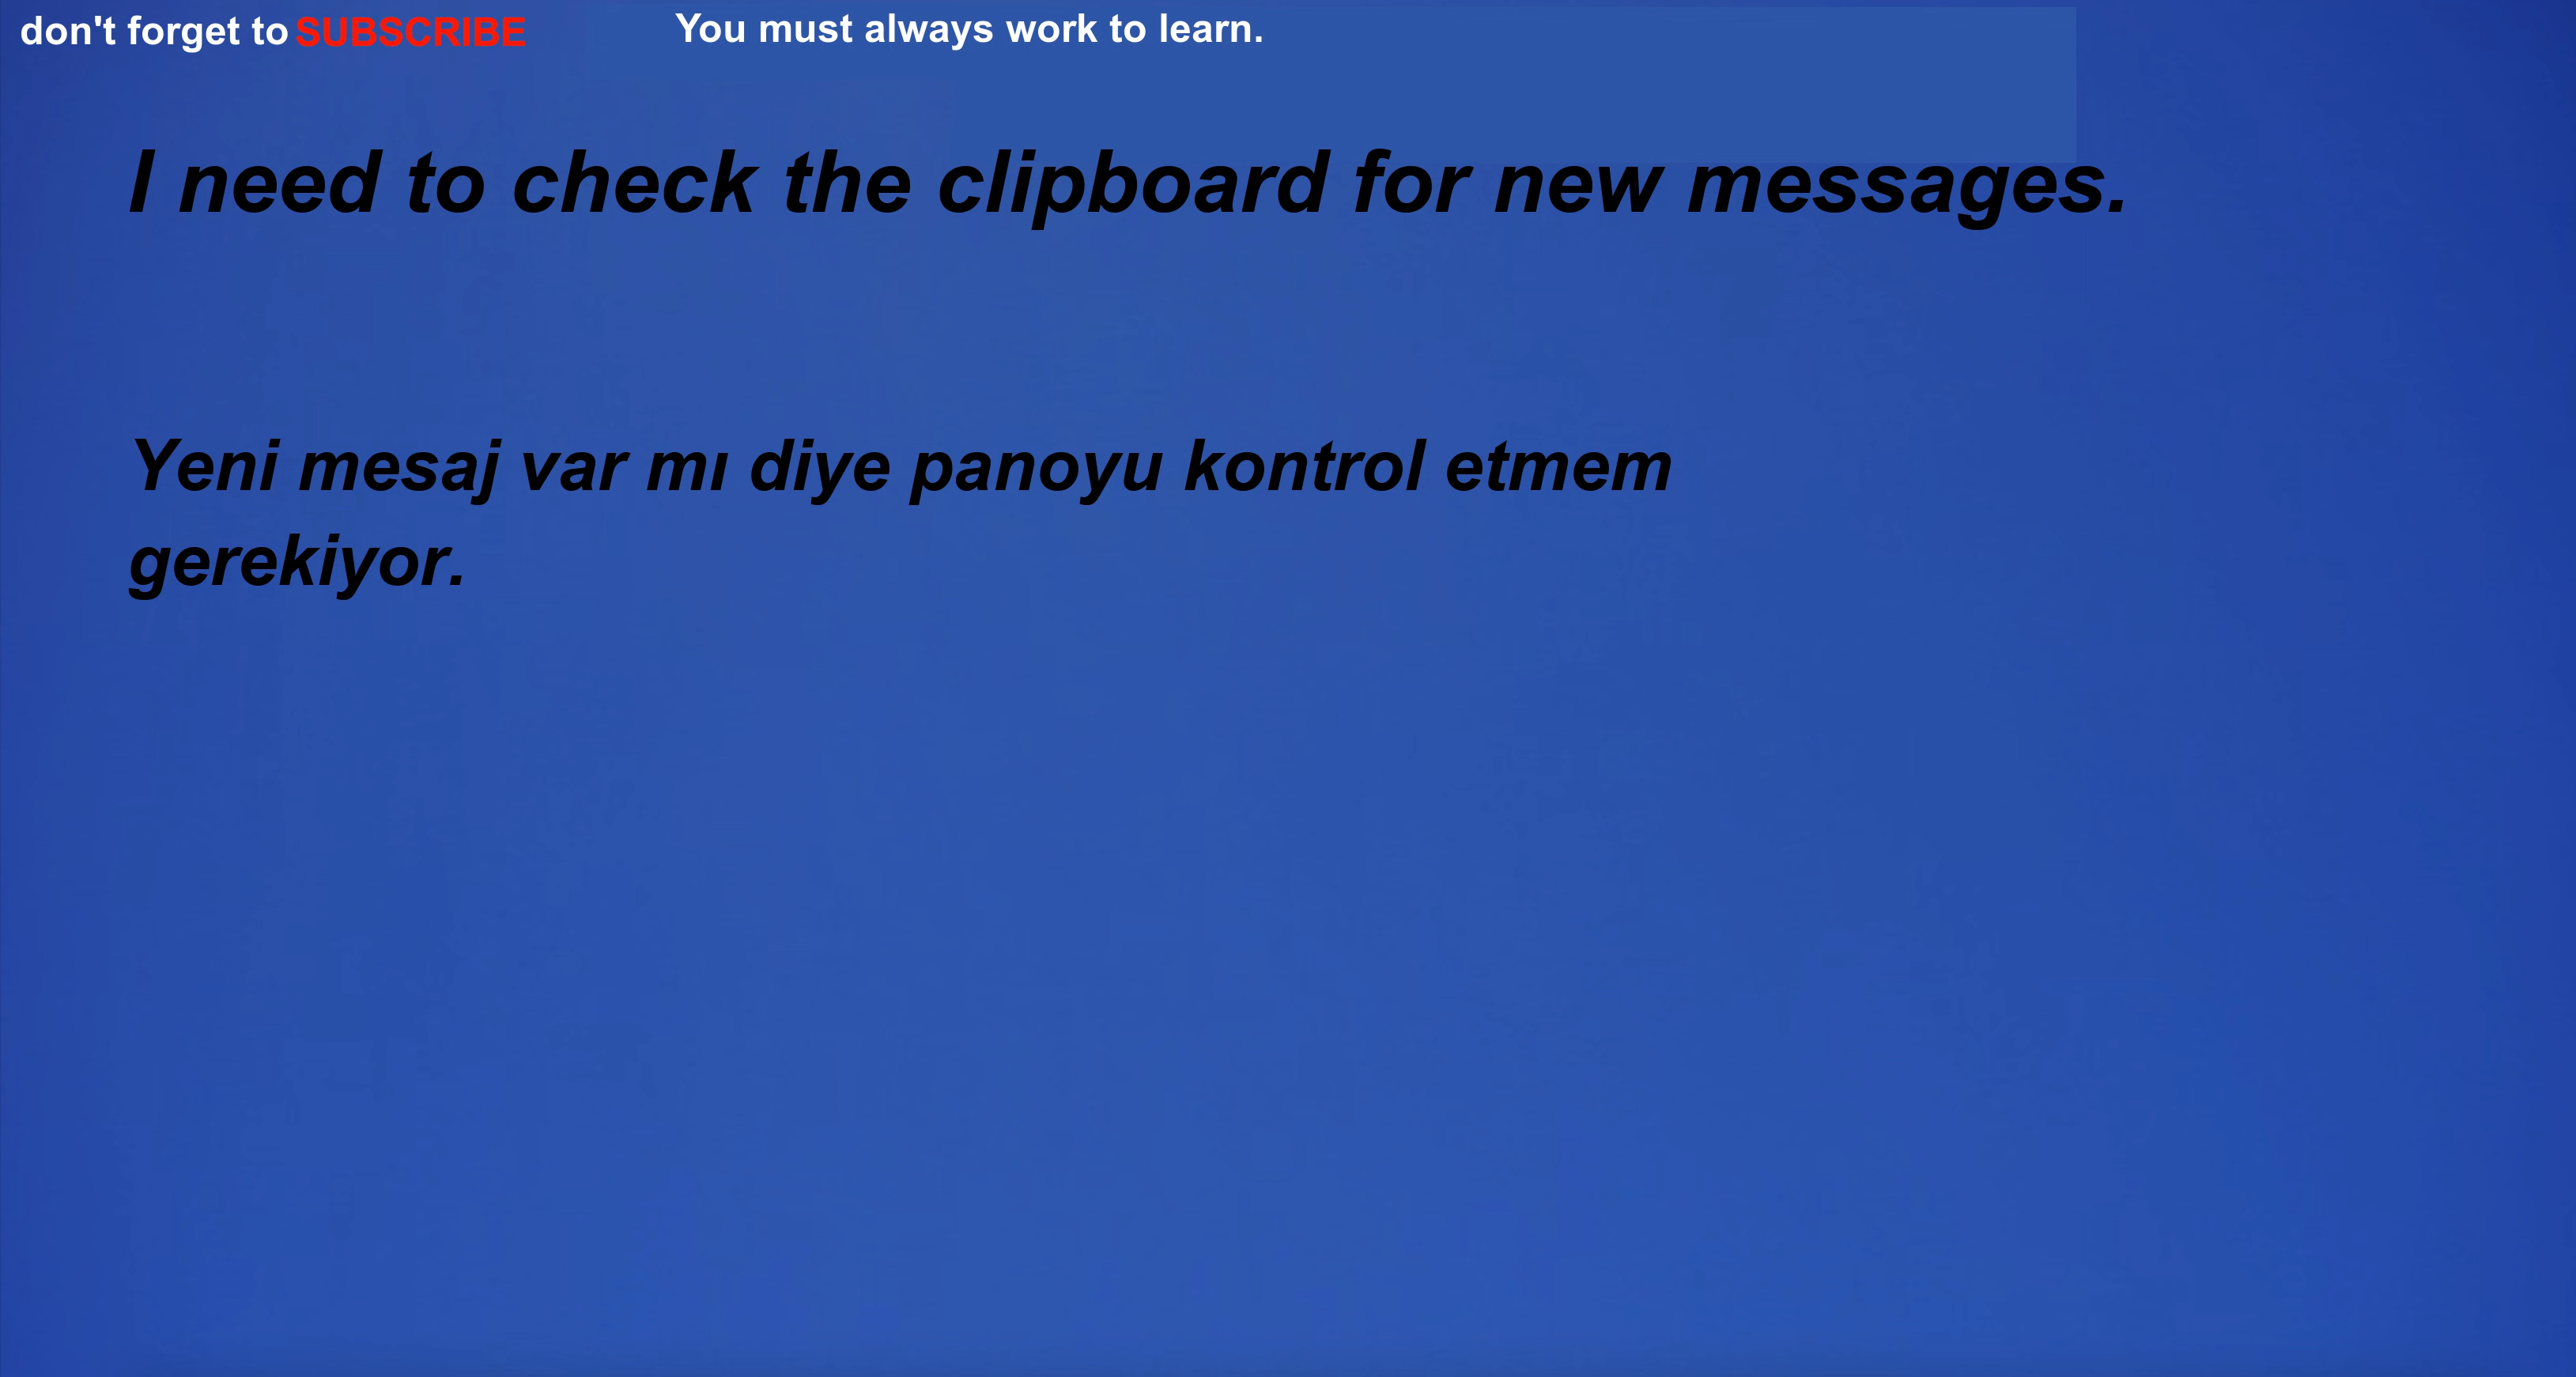 don't forget to SUBSCRIBE You must always work to learn.
I need to check the clipboard for new messages.
Yeni mesaj var mı diye panoyu kontrol etmem
gerekiyor.